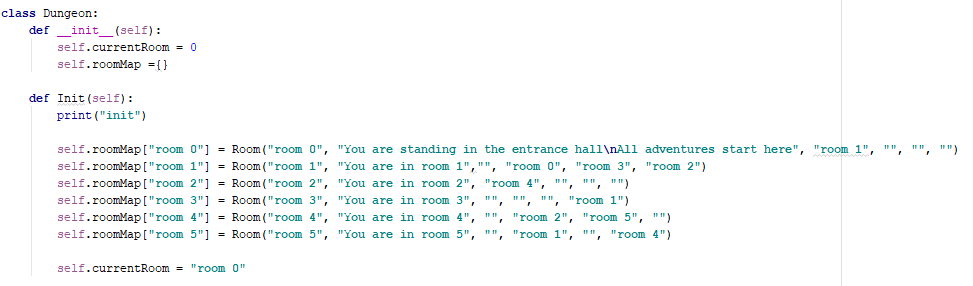 class Dungeon:
    def __init__(self):
        self.currentRoom = 0
        self.roomMap ={}

    def Init(self):
        print("init")

        self.roomMap["room 0"] = Room("room 0", "You are standing in the entrance hall\nAll adventures start here", "room 1", "", "", "")
        self.roomMap["room 1"] = Room("room 1", "You are in room 1","", "room 0", "room 3", "room 2")
        self.roomMap["room 2"] = Room("room 2", "You are in room 2", "room 4", "", "", "")
        self.roomMap["room 3"] = Room("room 3", "You are in room 3", "", "", "", "room 1")
        self.roomMap["room 4"] = Room("room 4", "You are in room 4", "", "room 2", "room 5", "")
        self.roomMap["room 5"] = Room("room 5", "You are in room 5", "", "room 1", "", "room 4")

        self.currentRoom = "room 0"